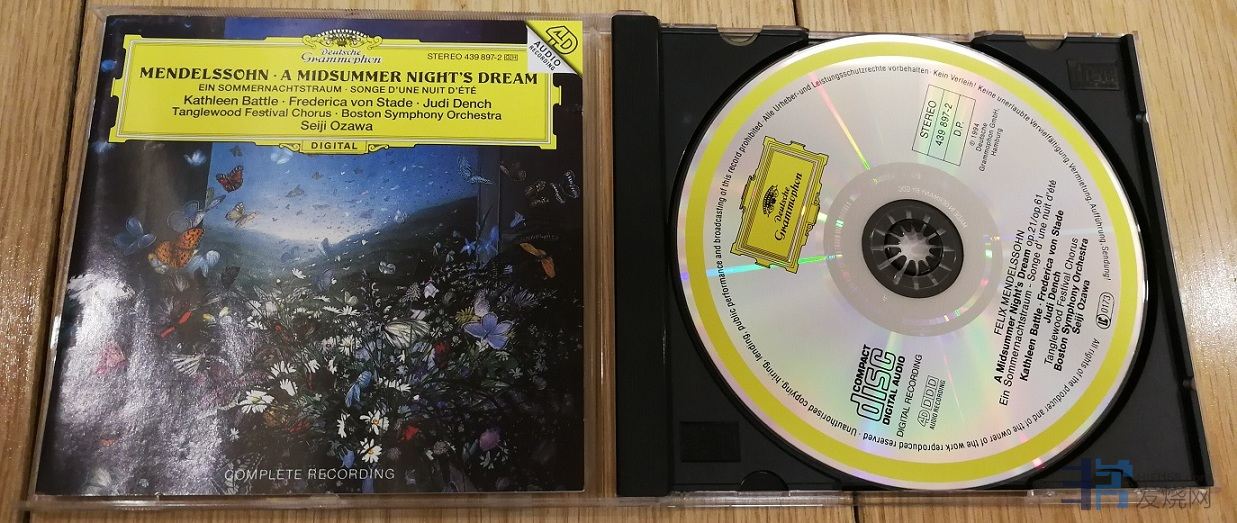 Deutsche
Grammophon
STEREO 439 897-2 GH
4D
AUDIO
RECORDING
MENDELSSOHN · A MIDSUMMER NIGHT'S DREAM
EIN SOMMERNACHTSTRAUM · SONGE D'UNE NUIT D'ÉTÉ
Kathleen Battle · Frederica von Stade · Judi Dench
Tanglewood Festival Chorus · Boston Symphony Orchestra
Seiji Ozawa
DIGITAL
COMPLETE RECORDING
Alle Urheber- und Leistungsschutzrechte vorbehalten · Kein Verleih! Keine unerlaubte Vervielfältigung, Vermietung, Aufführung, Sendung!
All rights of the producer and of the owner of the work reproduced reserved · Unauthorised copying, hiring, lending, public performance and broadcasting of this record prohibited
STEREO
439 897-2
D.P.
℗ 1994
Deutsche
Grammophon GmbH,
Hamburg
Deutsche
Grammophon
FELIX MENDELSSOHN
A Midsummer Night's Dream op.21/op.61
Ein Sommernachtstraum - Songe d'une nuit d'été
Kathleen Battle · Frederica von Stade
Judi Dench
Tanglewood Festival Chorus
Boston Symphony Orchestra
Seiji Ozawa
LC 0173
COMPACT
disc
DIGITAL AUDIO
DIGITAL RECORDING
4D DDD
AUDIO RECORDING
发烧网